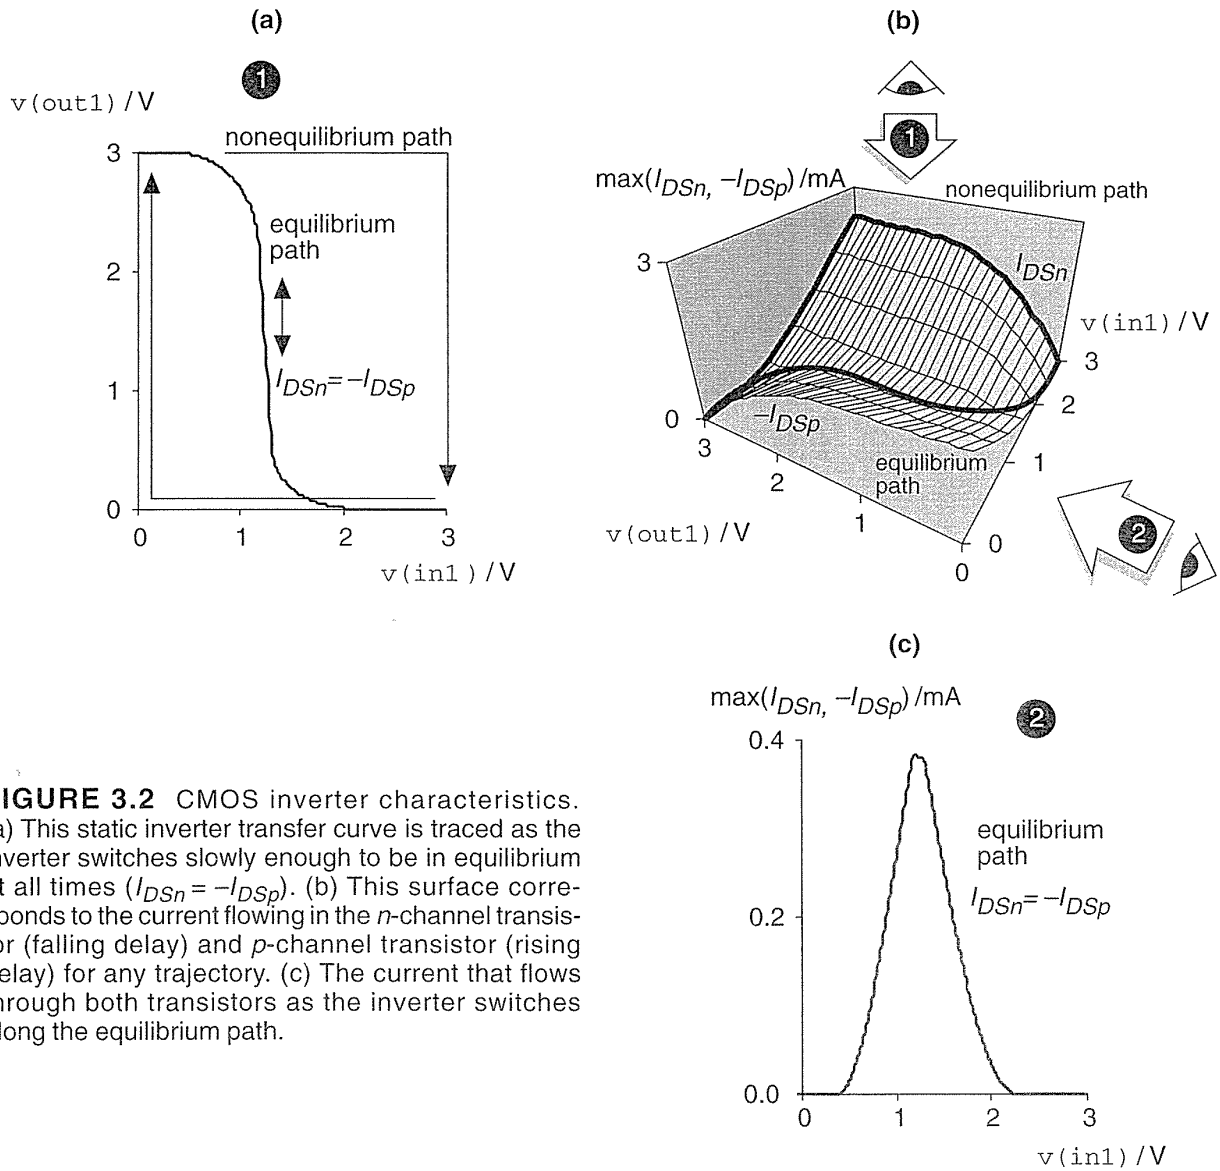 (a)
1
v(out1)/V
nonequilibrium path
3
equilibrium
path
2
I_DSn = –I_DSp
1
0
0 1 2 3
v(in1)/V
(b)
1
max(I_DSn, –I_DSp)/mA
nonequilibrium path
3
I_DSn
v(in1)/V
3
2
1
0
0
–I_DSp
3
2
1
0
equilibrium
path
v(out1)/V
2
(c)
max(I_DSn, –I_DSp)/mA
2
0.4
equilibrium
path
I_DSn = –I_DSp
0.2
0.0
0 1 2 3
v(in1)/V
IGURE 3.2 CMOS inverter characteristics.
a) This static inverter transfer curve is traced as the
nverter switches slowly enough to be in equilibrium
t all times (I_DSn = –I_DSp). (b) This surface corre-
ponds to the current flowing in the n-channel transis-
or (falling delay) and p-channel transistor (rising
elay) for any trajectory. (c) The current that flows
hrough both transistors as the inverter switches
long the equilibrium path.